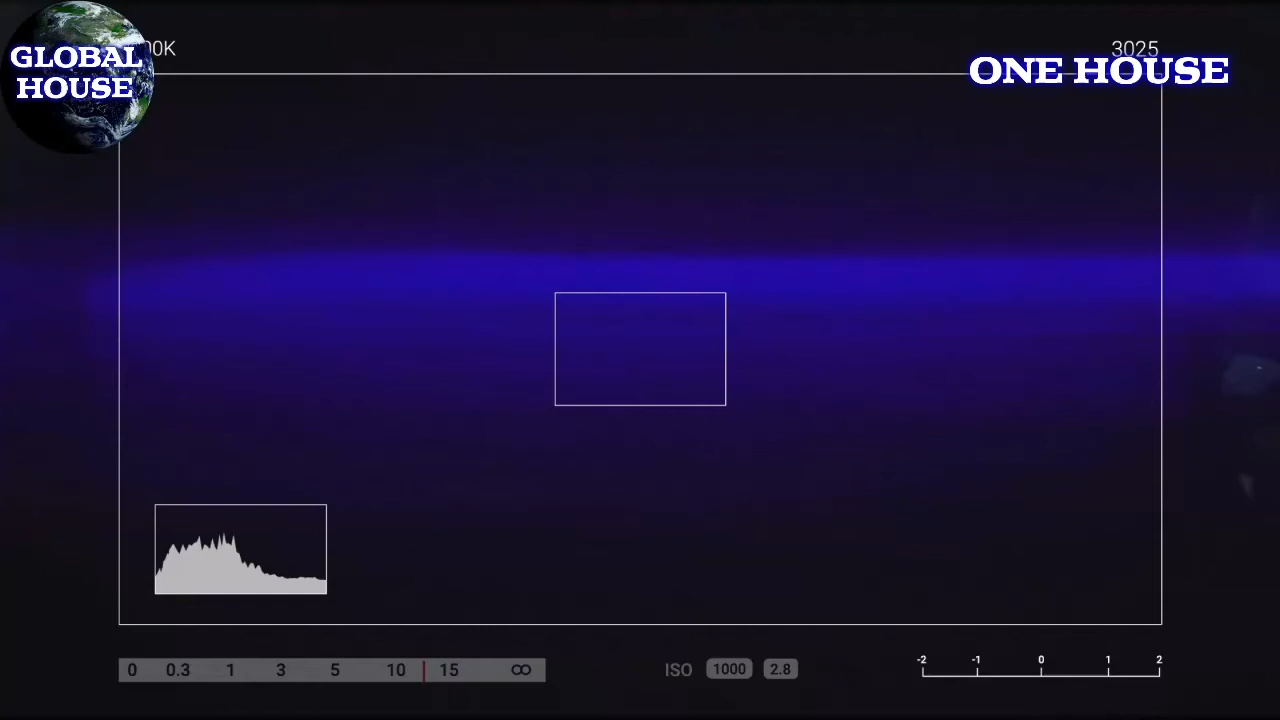 GLOBAL
HOUSE
0K
3025
ONE HOUSE
0 0.3 1 3 5 10 15 ∞
ISO 1000 2.8
-2 -1 0 1 2